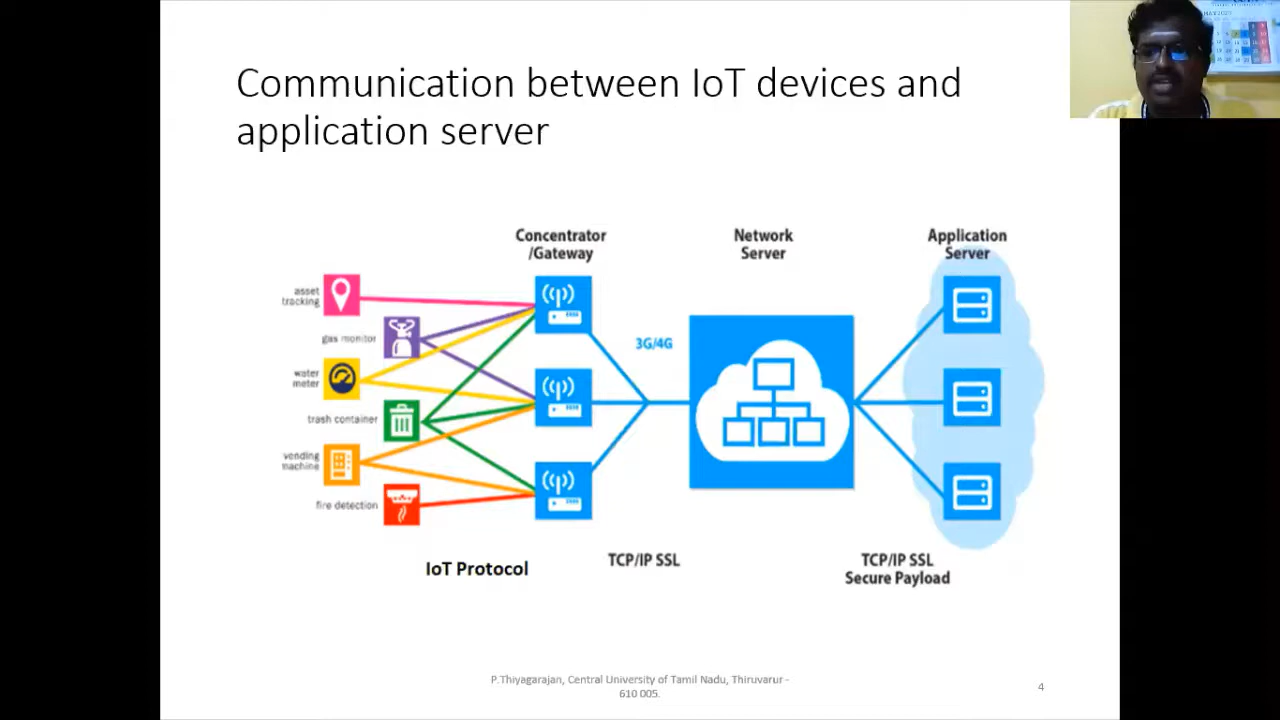 Communication between IoT devices and
application server
Concentrator
/Gateway
Network
Server
Application
Server
asset
tracking
gas monitor
3G/4G
water
meter
trash container
vending
machine
fire detection
IoT Protocol
TCP/IP SSL
TCP/IP SSL
Secure Payload
P.Thiyagarajan, Central University of Tamil Nadu, Thiruvarur -
610 005.
4